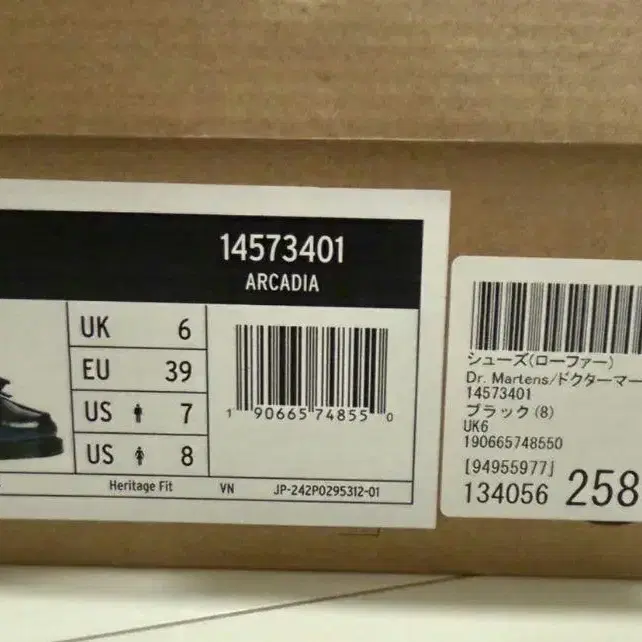 14573401
ARCADIA
UK 6
EU 39
US 7
US 8
1 90665 74855 0
Heritage Fit VN JP-242P0295312-01
シューズ(ローファー)
Dr. Martens/ドクターマー
14573401
ブラック(8)
UK6
190665748550
[94955977]
134056 258